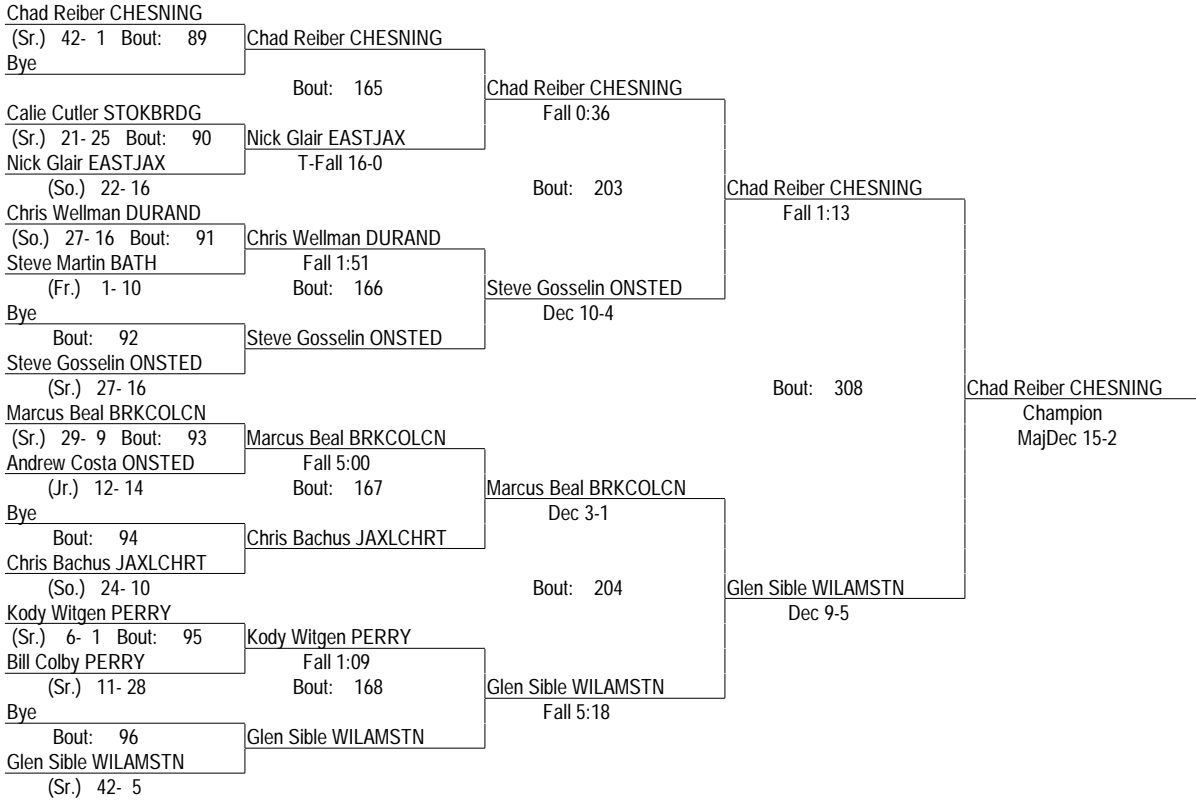 Chad Reiber CHESNING
(Sr.) 42- 1 Bout: 89 Chad Reiber CHESNING
Bye
Bout: 165 Chad Reiber CHESNING
Calie Cutler STOKBRDG Fall 0:36
(Sr.) 21- 25 Bout: 90 Nick Glair EASTJAX
Nick Glair EASTJAX T-Fall 16-0
(So.) 22- 16 Bout: 203 Chad Reiber CHESNING
Chris Wellman DURAND Fall 1:13
(So.) 27- 16 Bout: 91 Chris Wellman DURAND
Steve Martin BATH Fall 1:51
(Fr.) 1- 10 Bout: 166 Steve Gosselin ONSTED
Bye Dec 10-4
Bout: 92 Steve Gosselin ONSTED
Steve Gosselin ONSTED
(Sr.) 27- 16 Bout: 308 Chad Reiber CHESNING
Marcus Beal BRKCOLCN Champion
(Sr.) 29- 9 Bout: 93 Marcus Beal BRKCOLCN MajDec 15-2
Andrew Costa ONSTED Fall 5:00
(Jr.) 12- 14 Bout: 167 Marcus Beal BRKCOLCN
Bye Dec 3-1
Bout: 94 Chris Bachus JAXLCHRT
Chris Bachus JAXLCHRT
(So.) 24- 10 Bout: 204 Glen Sible WILAMSTN
Kody Witgen PERRY Dec 9-5
(Sr.) 6- 1 Bout: 95 Kody Witgen PERRY
Bill Colby PERRY Fall 1:09
(Sr.) 11- 28 Bout: 168 Glen Sible WILAMSTN
Bye Fall 5:18
Bout: 96 Glen Sible WILAMSTN
Glen Sible WILAMSTN
(Sr.) 42- 5